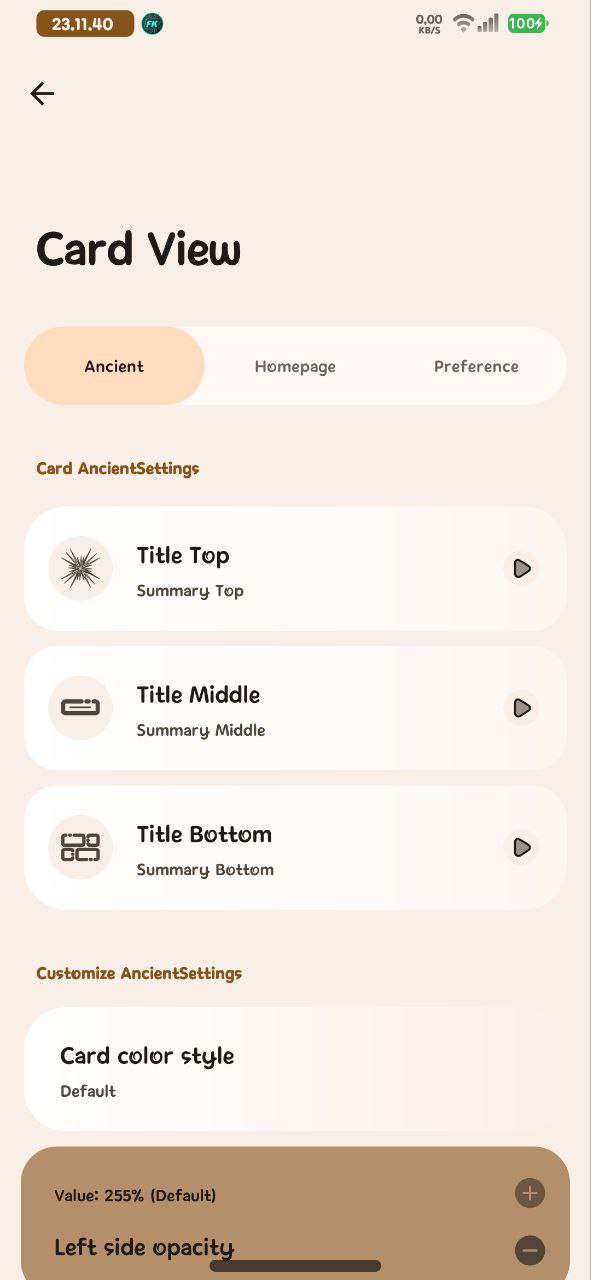 23.11.40 FK 0,00 KB/S 100
Card View
Ancient Homepage Preference
Card AncientSettings
Title Top
Summary Top
Title Middle
Summary Middle
Title Bottom
Summary Bottom
Customize AncientSettings
Card color style
Default
Value: 255% (Default)
Left side opacity